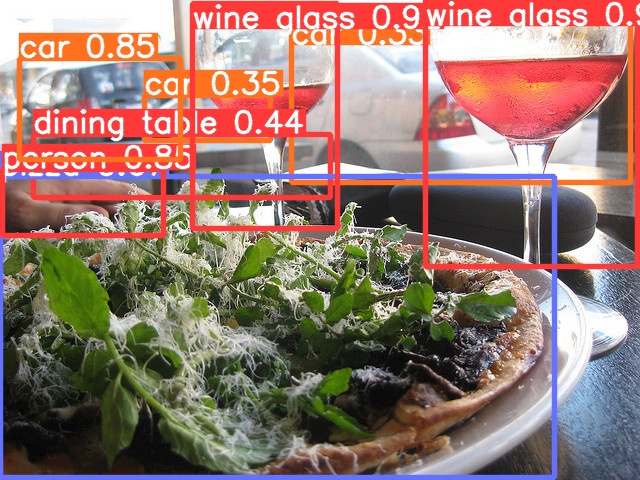 wine glass 0.9
wine glass 0.9
car 0.85
car 0.33
car 0.35
dining table 0.44
person 0.85